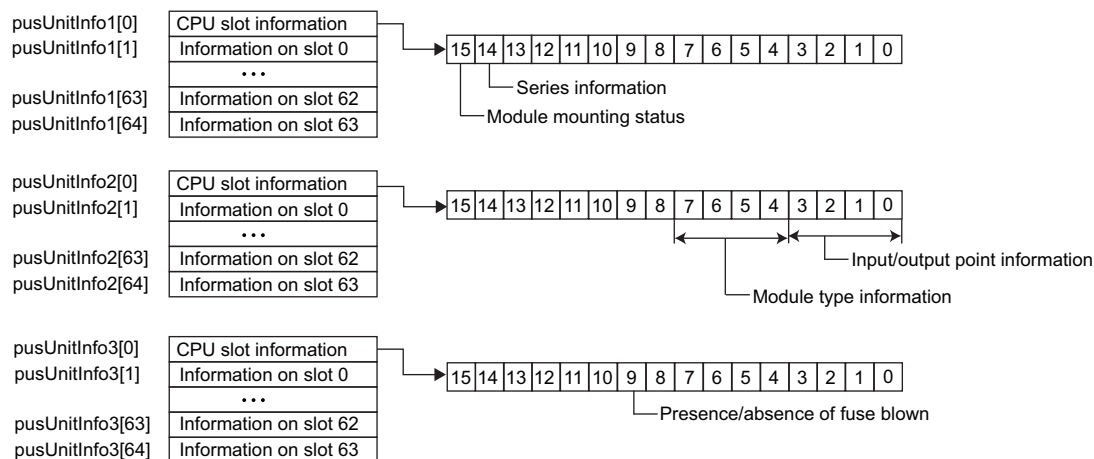 pusUnitInfo1[0] CPU slot information
pusUnitInfo1[1] Information on slot 0 15 14 13 12 11 10 9 8 7 6 5 4 3 2 1 0
...
Series information
pusUnitInfo1[63] Information on slot 62
Module mounting status
pusUnitInfo1[64] Information on slot 63
pusUnitInfo2[0] CPU slot information
pusUnitInfo2[1] Information on slot 0 15 14 13 12 11 10 9 8 7 6 5 4 3 2 1 0
...
pusUnitInfo2[63] Information on slot 62 Input/output point information
pusUnitInfo2[64] Information on slot 63
Module type information
pusUnitInfo3[0] CPU slot information
pusUnitInfo3[1] Information on slot 0 15 14 13 12 11 10 9 8 7 6 5 4 3 2 1 0
...
Presence/absence of fuse blown
pusUnitInfo3[63] Information on slot 62
pusUnitInfo3[64] Information on slot 63